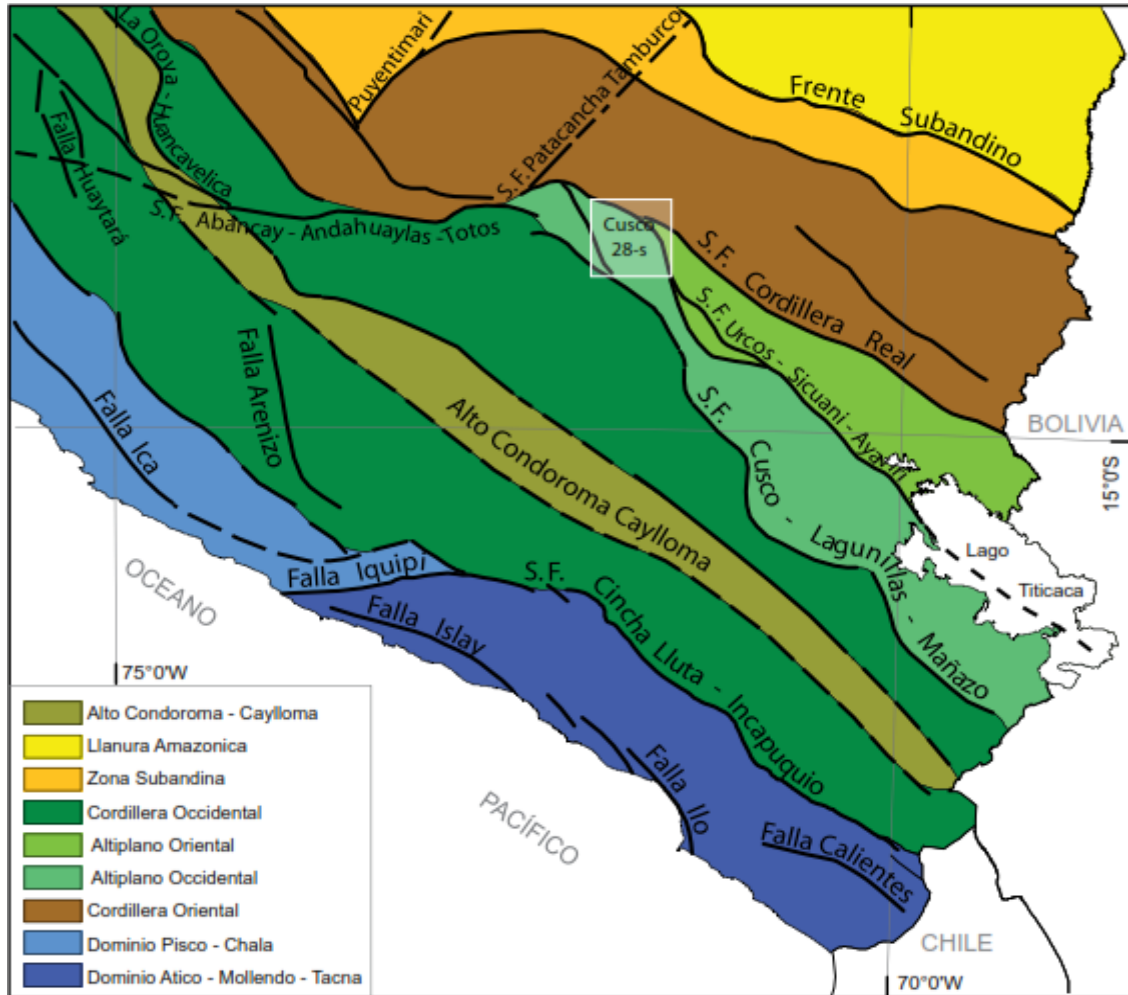 La Oroya - Huancavelica
Puyentimari
S.F. Patacancha Tamburco
Frente Subandino
Falla Huaytará
S.F. Abancay - Andahuaylas - Totos
Cusco
28-s
S.F. Cordillera Real
S.F. Urcos - Sicuani - Ayaviri
Falla Ica
Falla Arenizo
Alto Condoroma Caylloma
S.F. Cusco - Lagunillas - Mañazo
BOLIVIA
15°0'S
Lago
Titicaca
OCEANO
Falla Iquipi
Falla Islay
S.F. Cincha Lluta - Incapuquio
75°0'W
PACÍFICO
Falla Ilo
Falla Calientes
CHILE
70°0'W
Alto Condoroma - Caylloma
Llanura Amazonica
Zona Subandina
Cordillera Occidental
Altiplano Oriental
Altiplano Occidental
Cordillera Oriental
Dominio Pisco - Chala
Dominio Atico - Mollendo - Tacna